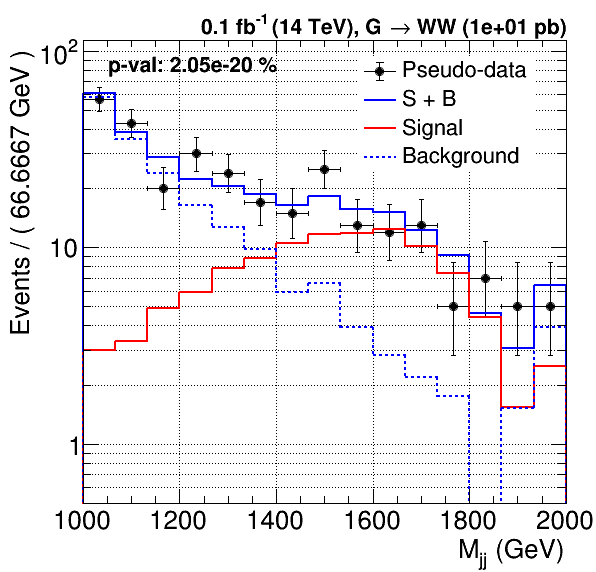 0.1 fb⁻¹ (14 TeV), G → WW (1e+01 pb)
p-val: 2.05e-20 %
Pseudo-data
S + B
Signal
Background
Events / ( 66.6667 GeV )
10²
10
1
1000 1200 1400 1600 1800 2000
M_jj (GeV)